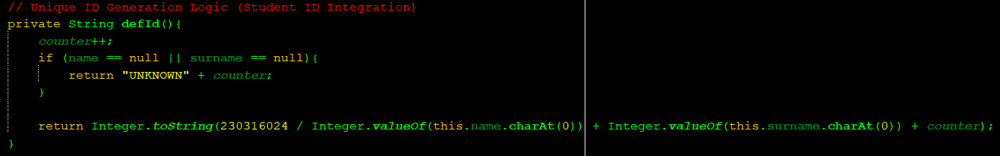 // Unique ID Generation Logic (Student ID Integration)
private String defId(){
counter++;
if (name == null || surname == null){
return "UNKNOWN" + counter;
}
return Integer.toString(230316024 / Integer.valueOf(this.name.charAt(0)) + Integer.valueOf(this.surname.charAt(0)) + counter);
}